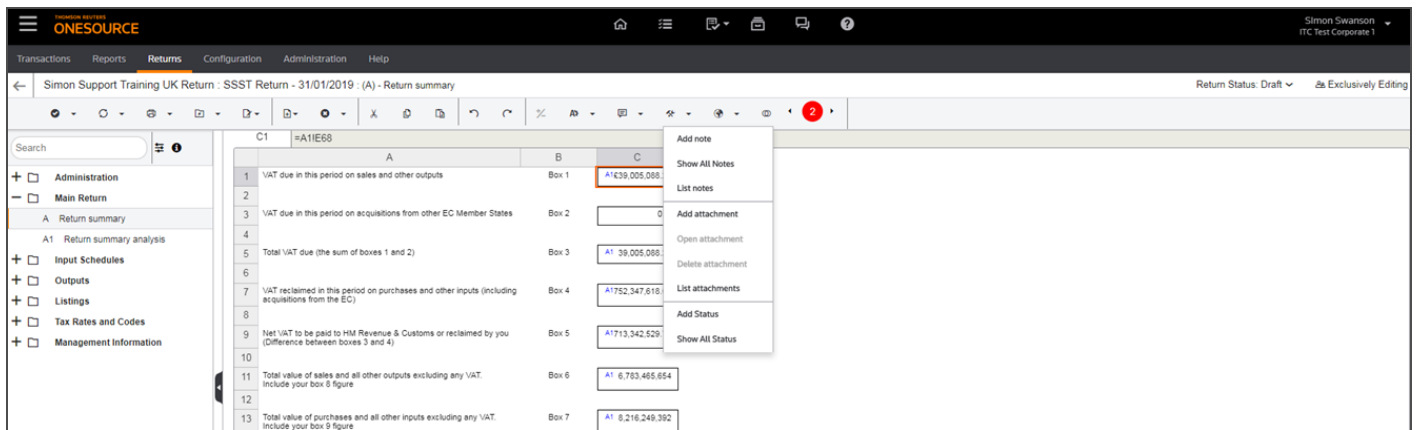 THOMSON REUTERS
ONESOURCE
Simon Swanson
ITC Test Corporate 1
Transactions Reports Returns Configuration Administration Help
Simon Support Training UK Return : SSST Return - 31/01/2019 : (A) - Return summary
Return Status: Draft
Exclusively Editing
2
C1 =A1!E68
Search
Administration
Main Return
A Return summary
A1 Return summary analysis
Input Schedules
Outputs
Listings
Tax Rates and Codes
Management Information
A B C
1 VAT due in this period on sales and other outputs Box 1 A1 £39,005,088.
2
3 VAT due in this period on acquisitions from other EC Member States Box 2 0
4
5 Total VAT due (the sum of boxes 1 and 2) Box 3 A1 39,005,088.
6
7 VAT reclaimed in this period on purchases and other inputs (including
acquisitions from the EC) Box 4 A1 752,347,618.
8
9 Net VAT to be paid to HM Revenue & Customs or reclaimed by you
(Difference between boxes 3 and 4) Box 5 A1 713,342,529.
10
11 Total value of sales and all other outputs excluding any VAT.
Include your box 8 figure Box 6 A1 6,783,465,654
12
13 Total value of purchases and all other inputs excluding any VAT.
Include your box 9 figure Box 7 A1 8,216,249,392
Add note
Show All Notes
List notes
Add attachment
Open attachment
Delete attachment
List attachments
Add Status
Show All Status